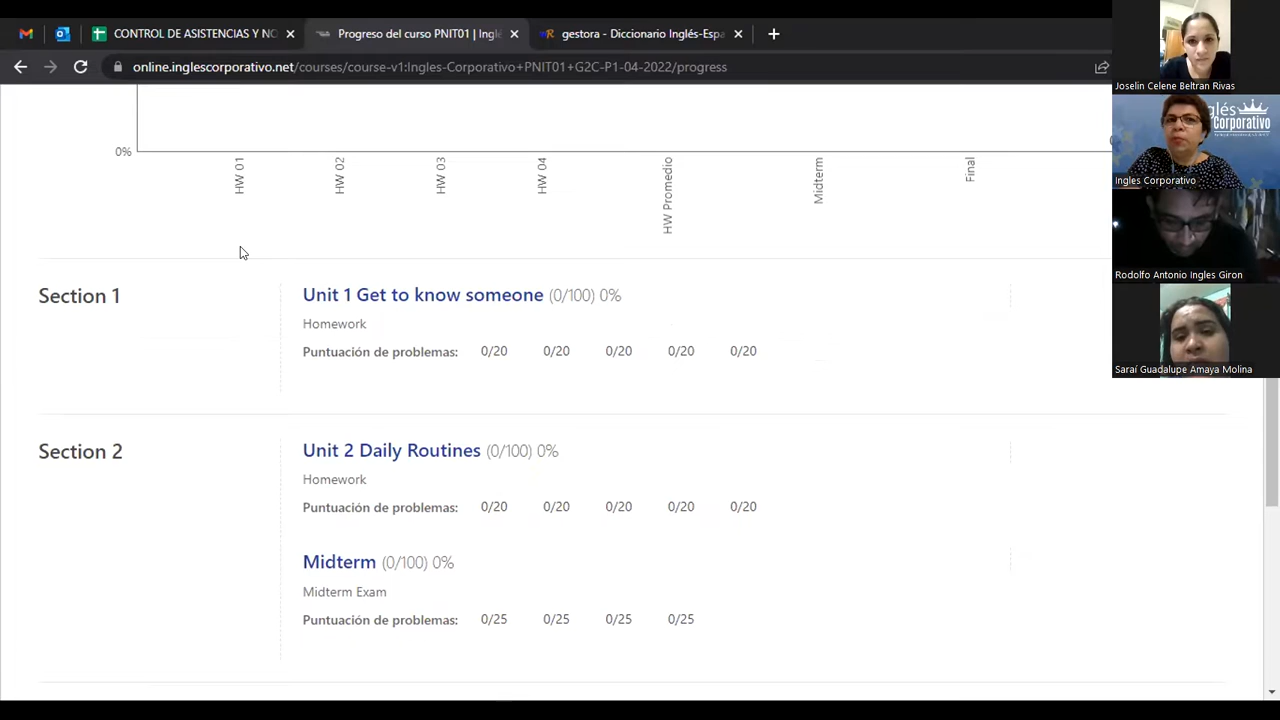 CONTROL DE ASISTENCIAS Y NO
Progreso del curso PNIT01 | Inglé
gestora - Diccionario Inglés-Espa
online.inglescorporativo.net/courses/course-v1:Ingles-Corporativo+PNIT01+G2C-P1-04-2022/progress
Joselin Celene Beltran Rivas
glés
Corporativo
Ingles Corporativo
Rodolfo Antonio Ingles Giron
Saraí Guadalupe Amaya Molina
0%
HW 01
HW 02
HW 03
HW 04
HW Promedio
Midterm
Final
Section 1
Unit 1 Get to know someone (0/100) 0%
Homework
Puntuación de problemas: 0/20 0/20 0/20 0/20 0/20
Section 2
Unit 2 Daily Routines (0/100) 0%
Homework
Puntuación de problemas: 0/20 0/20 0/20 0/20 0/20
Midterm (0/100) 0%
Midterm Exam
Puntuación de problemas: 0/25 0/25 0/25 0/25